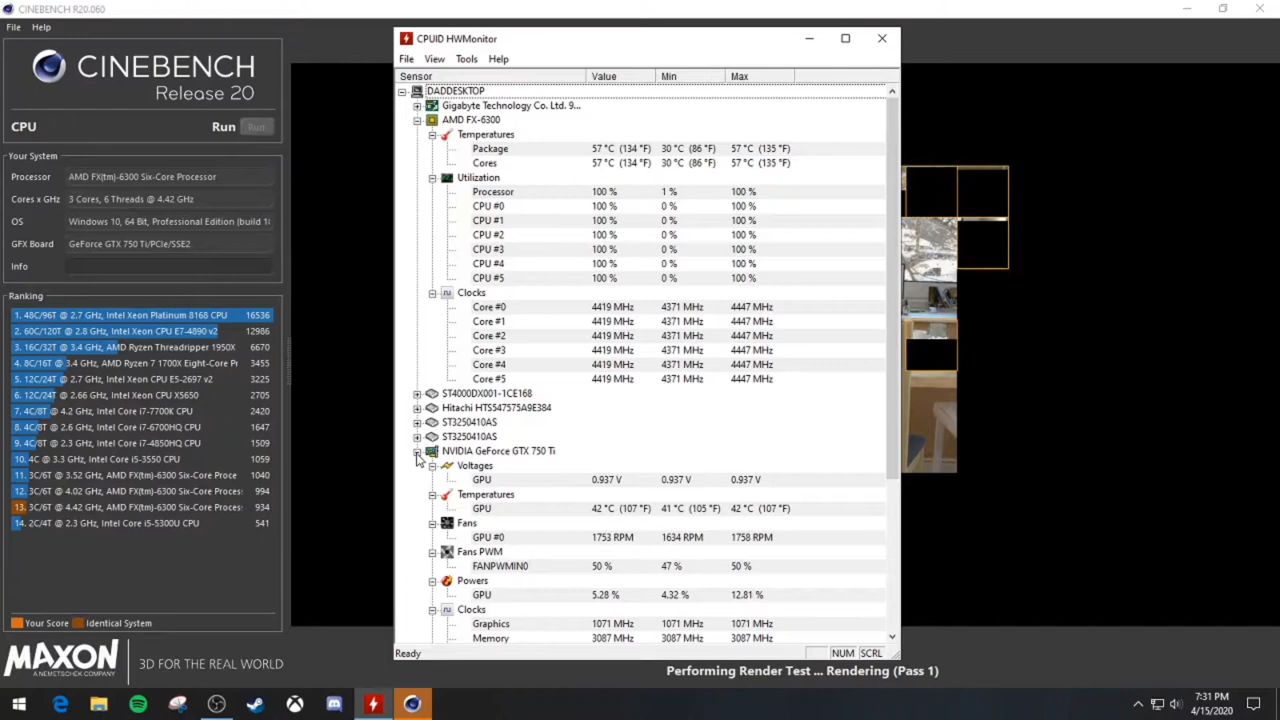 CINEBENCH R20.060
File Help
CINEBENCH
Release 20
CPU Run Run
Your System
Processor AMD FX(tm)-6300 Six-Core Processor
Cores x GHz 3 Cores, 6 Threads @ 4.42 GHz
OS Windows 10, 64 Bit, Professional Edition (build 18
GFX Board GeForce GTX 750 Ti/PCIe/SSE2
Info
Ranking
1. 48C/96T @ 2.7 GHz, Intel Xeon Platinum 8168 CPU 16536
2. 60C/120T @ 2.8 GHz, Intel Xeon CPU E7-4890 v2 12986
3. 16C/32T @ 3.4 GHz, AMD Ryzen Threadripper 1950X 6670
4. 8C/16T @ 3.4 GHz, AMD Ryzen 7 1700X Eight-Core Pr 3455
5. 12C/24T @ 2.7 GHz, Intel Xeon CPU E5-2697 v2 3225
6. 12C/24T @ 2.66 GHz, Intel Xeon CPU X5650 2705
7. 4C/8T @ 4.2 GHz, Intel Core i7-7700K CPU 2420
8. 4C/8T @ 2.6 GHz, Intel Core i7-6700HQ CPU 1647
9. 4C/8T @ 2.3 GHz, Intel Core i7-4850HQ CPU 1509
10. 4C @ 3.3 GHz, Intel Core i5-3550 CPU 1059
11. 3C/6T @ 3.52 GHz, AMD FX(tm)-6300 Six-Core Process 1040
12. 3C/6T @ 4.02 GHz, AMD FX(tm)-6300 Six-Core Process 994
13. 3C/6T @ 4.42 GHz, AMD FX(tm)-6300 Six-Core Process 934
14. 2C/4T @ 2.3 GHz, Intel Core i5-5300U CPU 541
Your Score Identical System
MAXON
A NEMETSCHEK COMPANY
3D FOR THE REAL WORLD
CPUID HWMonitor
File View Tools Help
Sensor Value Min Max
DADDESKTOP
Gigabyte Technology Co. Ltd. 9...
AMD FX-6300
Temperatures
Package 57 °C (134 °F) 30 °C (86 °F) 57 °C (135 °F)
Cores 57 °C (134 °F) 30 °C (86 °F) 57 °C (135 °F)
Utilization
Processor 100 % 1 % 100 %
CPU #0 100 % 0 % 100 %
CPU #1 100 % 0 % 100 %
CPU #2 100 % 0 % 100 %
CPU #3 100 % 0 % 100 %
CPU #4 100 % 0 % 100 %
CPU #5 100 % 0 % 100 %
Clocks
Core #0 4419 MHz 4371 MHz 4447 MHz
Core #1 4419 MHz 4371 MHz 4447 MHz
Core #2 4419 MHz 4371 MHz 4447 MHz
Core #3 4419 MHz 4371 MHz 4447 MHz
Core #4 4419 MHz 4371 MHz 4447 MHz
Core #5 4419 MHz 4371 MHz 4447 MHz
ST4000DX001-1CE168
Hitachi HTS547575A9E384
ST3250410AS
ST3250410AS
NVIDIA GeForce GTX 750 Ti
Voltages
GPU 0.937 V 0.937 V 0.937 V
Temperatures
GPU 42 °C (107 °F) 41 °C (105 °F) 42 °C (107 °F)
Fans
GPU #0 1753 RPM 1634 RPM 1758 RPM
Fans PWM
FANPWMIN0 50 % 47 % 50 %
Powers
GPU 5.28 % 4.32 % 12.81 %
Clocks
Graphics 1071 MHz 1071 MHz 1071 MHz
Memory 3087 MHz 3087 MHz 3087 MHz
Ready NUM SCRL
Performing Render Test ... Rendering (Pass 1)
7:31 PM
4/15/2020